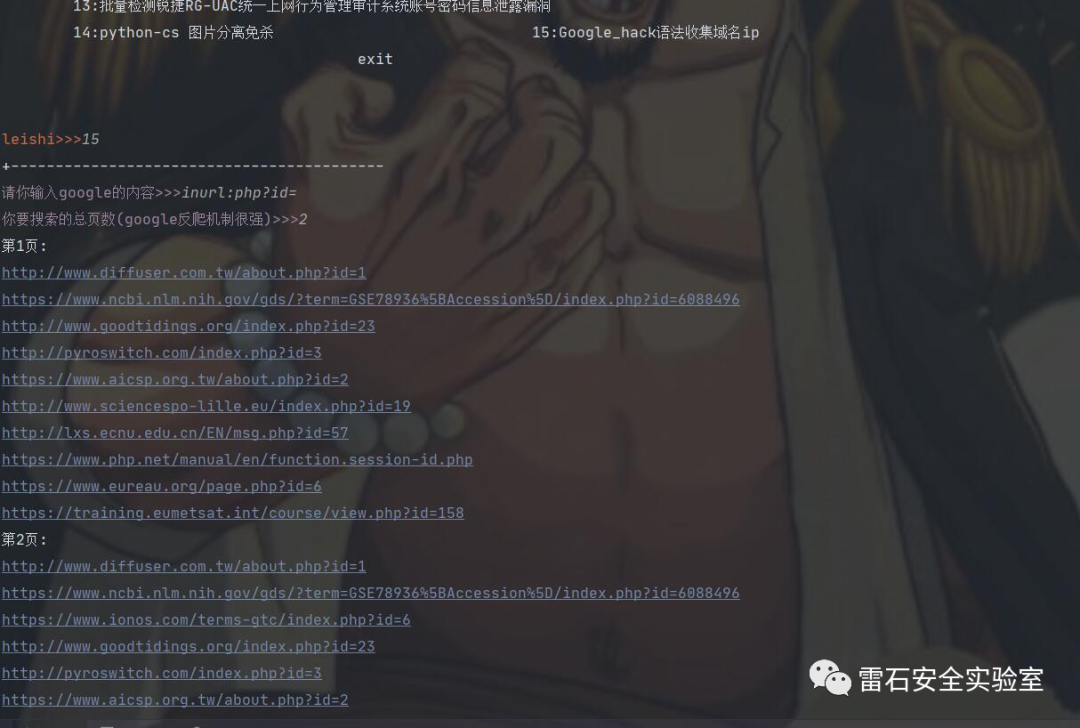 13:批量检测锐捷RG-UAC统一上网行为管理审计系统账号密码信息泄露漏洞
14:python-cs 图片分离免杀 15:Google_hack语法收集域名ip
exit
leishi>>>15
+------------------------------------------
请你输入google的内容>>>inurl:php?id=
你要搜索的总页数(google反爬机制很强)>>>2
第1页:
http://www.diffuser.com.tw/about.php?id=1
https://www.ncbi.nlm.nih.gov/gds/?term=GSE78936%5BAccession%5D/index.php?id=6088496
http://www.goodtidings.org/index.php?id=23
http://pyroswitch.com/index.php?id=3
https://www.aicsp.org.tw/about.php?id=2
http://www.sciencespo-lille.eu/index.php?id=19
http://lxs.ecnu.edu.cn/EN/msg.php?id=57
https://www.php.net/manual/en/function.session-id.php
https://www.eureau.org/page.php?id=6
https://training.eumetsat.int/course/view.php?id=158
第2页:
http://www.diffuser.com.tw/about.php?id=1
https://www.ncbi.nlm.nih.gov/gds/?term=GSE78936%5BAccession%5D/index.php?id=6088496
https://www.ionos.com/terms-gtc/index.php?id=6
http://www.goodtidings.org/index.php?id=23
http://pyroswitch.com/index.php?id=3
https://www.aicsp.org.tw/about.php?id=2
雷石安全实验室